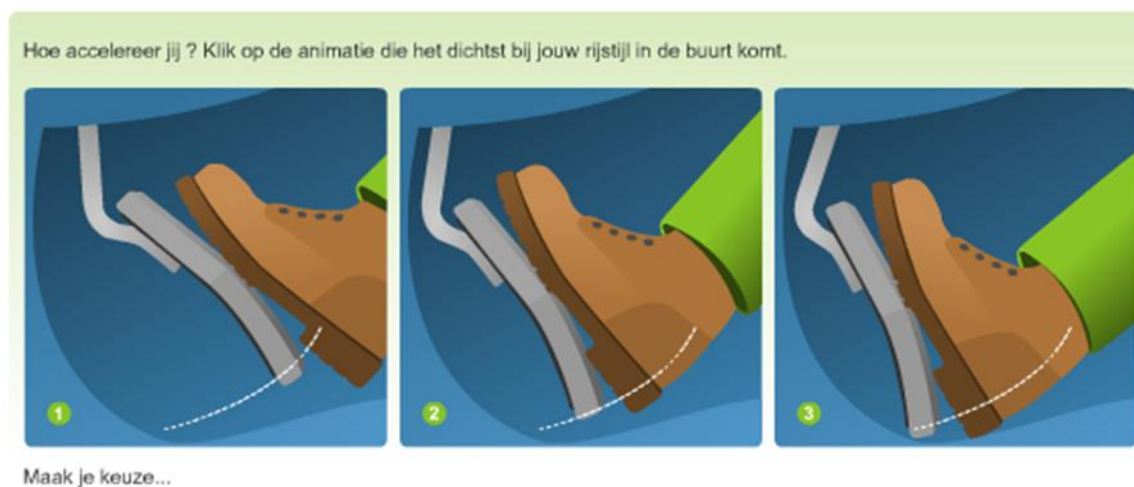 Hoe accelereer jij ? Klik op de animatie die het dichtst bij jouw rijstijl in de buurt komt.
1
2
3
Maak je keuze...